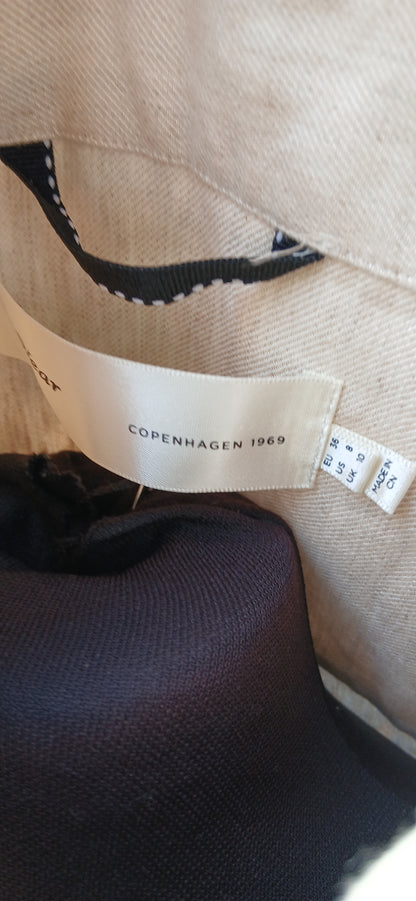 COPENHAGEN 1969
EU 36
US 8
UK 10
MADE IN
CN